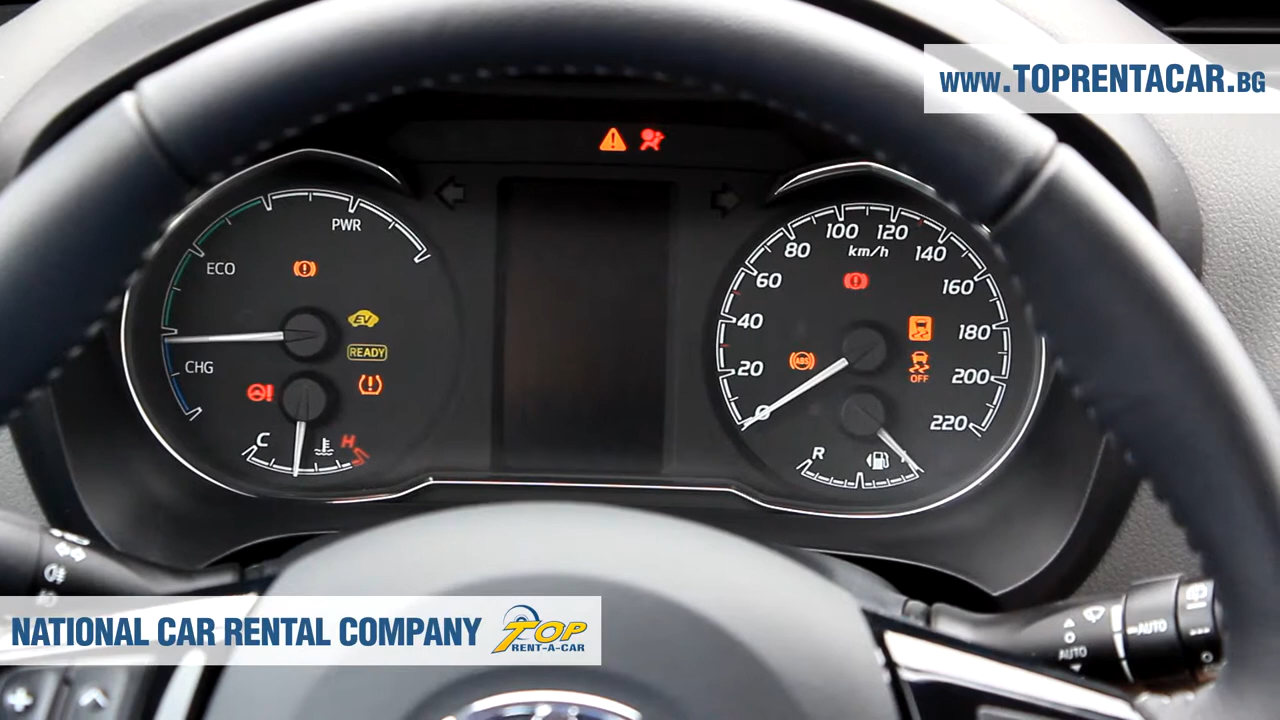 www.TOPRENTACAR.BG
PWR
ECO
EV
READY
CHG
C
H
100
120
80
140
km/h
60
160
40
180
ABS
20
200
OFF
0
220
R
NATIONAL CAR RENTAL COMPANY
TOP
RENT-A-CAR
AUTO
AUTO